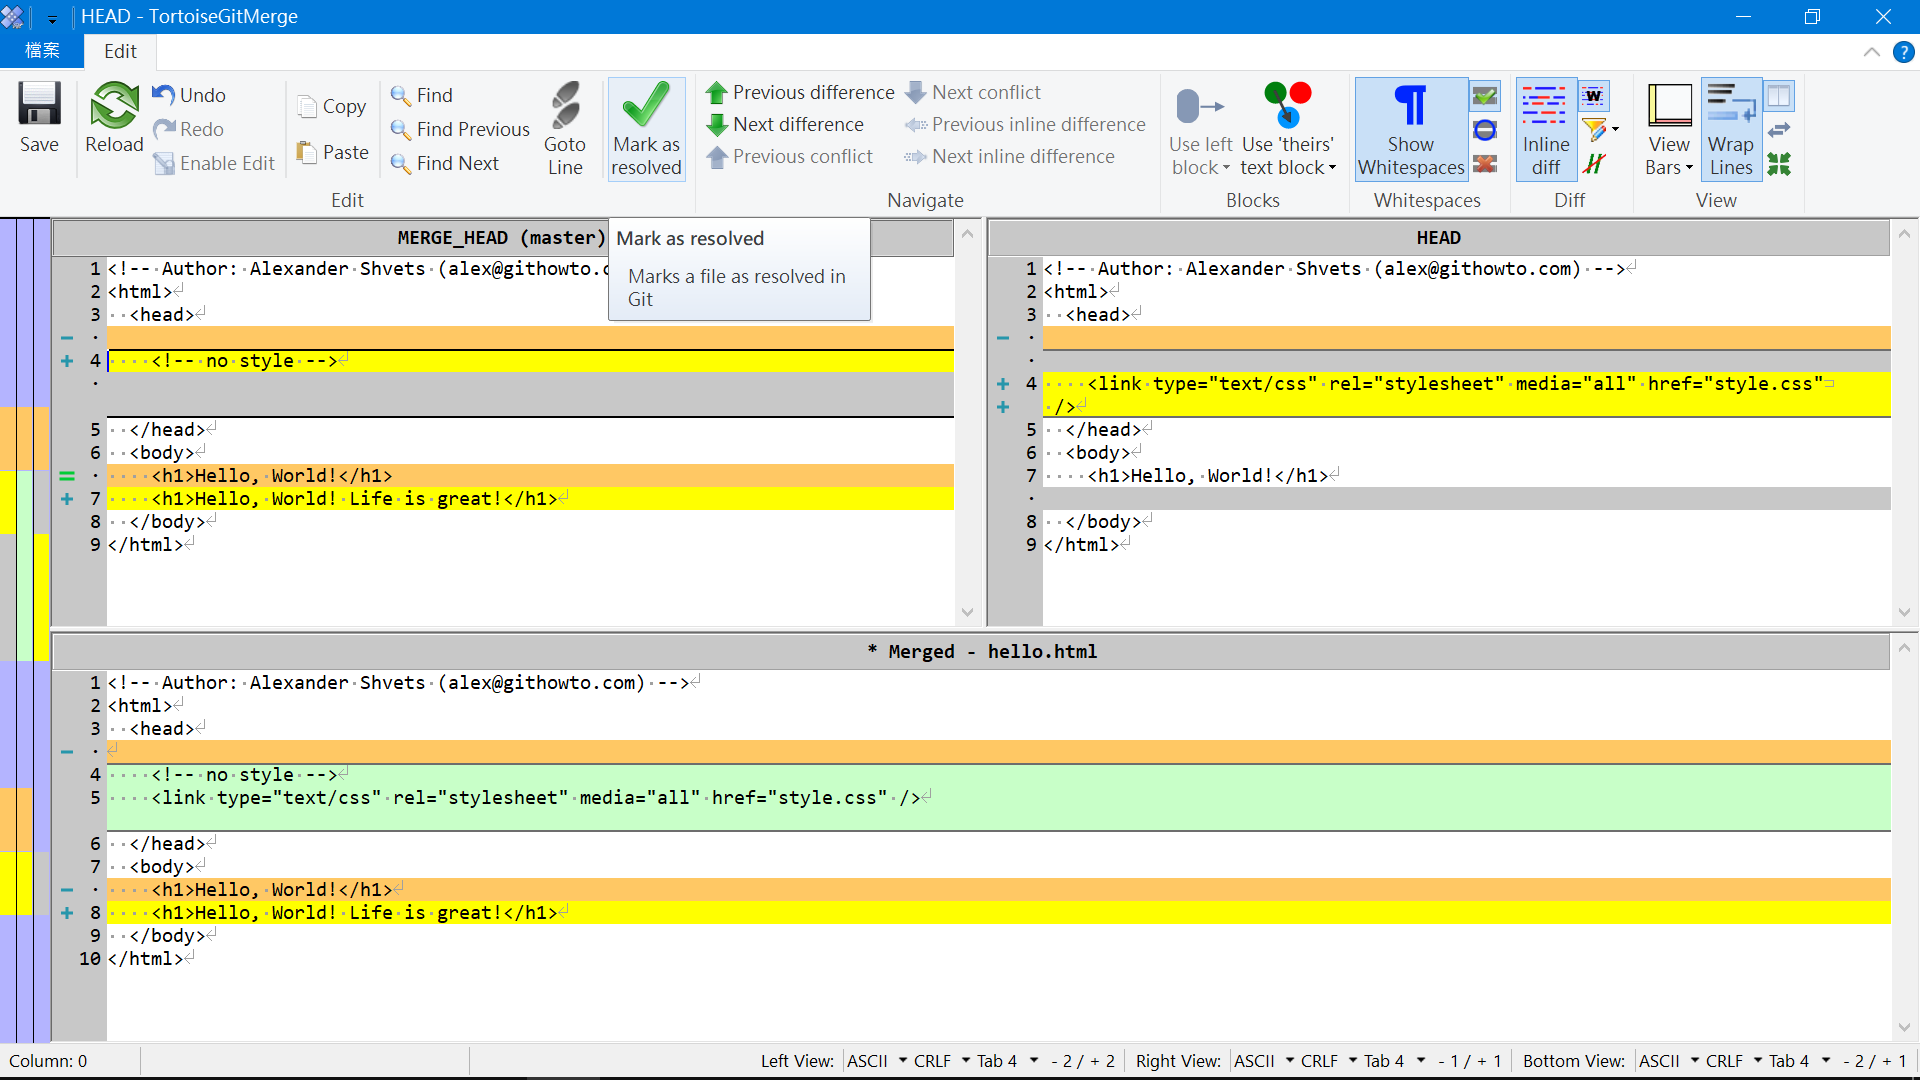 HEAD - TortoiseGitMerge
檔案 Edit
Save
Reload
Undo
Redo
Enable Edit
Copy
Paste
Find
Find Previous
Find Next
Goto Line
Mark as resolved
Edit
Previous difference
Next difference
Previous conflict
Next conflict
Previous inline difference
Next inline difference
Navigate
Use left block
Use 'theirs' text block
Blocks
Show Whitespaces
Whitespaces
Inline diff
W
Diff
View Bars
Wrap Lines
View
?
MERGE_HEAD (master)
Mark as resolved
Marks a file as resolved in
Git
1 <!-- Author: Alexander Shvets (alex@githowto.c
2 <html>
3 <head>
4 <!-- no style -->
5 </head>
6 <body>
<h1>Hello, World!</h1>
7 <h1>Hello, World! Life is great!</h1>
8 </body>
9 </html>
HEAD
1 <!-- Author: Alexander Shvets (alex@githowto.com) -->
2 <html>
3 <head>
4 <link type="text/css" rel="stylesheet" media="all" href="style.css"
/>
5 </head>
6 <body>
7 <h1>Hello, World!</h1>
8 </body>
9 </html>
* Merged - hello.html
1 <!-- Author: Alexander Shvets (alex@githowto.com) -->
2 <html>
3 <head>
4 <!-- no style -->
5 <link type="text/css" rel="stylesheet" media="all" href="style.css" />
6 </head>
7 <body>
<h1>Hello, World!</h1>
8 <h1>Hello, World! Life is great!</h1>
9 </body>
10 </html>
Column: 0 Left View: ASCII CRLF Tab 4 - 2 / + 2 Right View: ASCII CRLF Tab 4 - 1 / + 1 Bottom View: ASCII CRLF Tab 4 - 2 / + 1